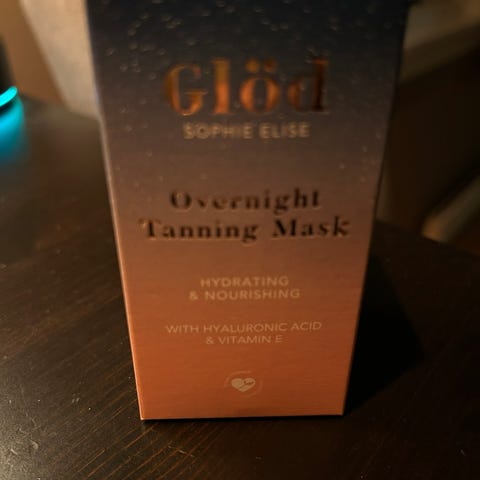 Glöd
SOPHIE ELISE
Overnight
Tanning Mask
HYDRATING
& NOURISHING
WITH HYALURONIC ACID
& VITAMIN E